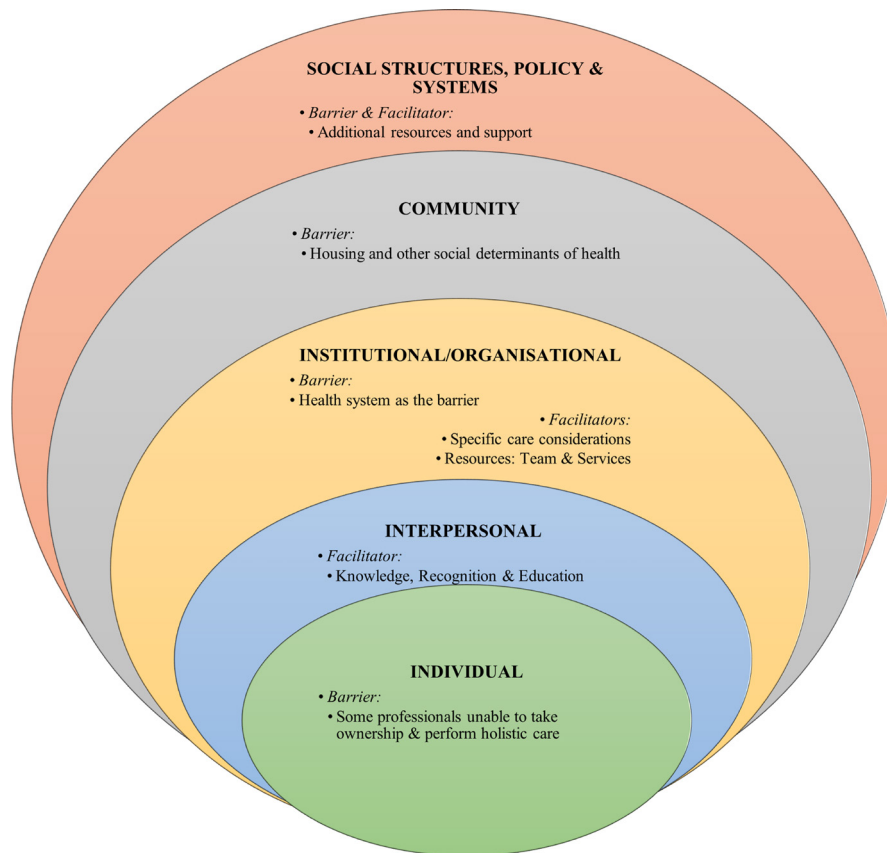 SOCIAL STRUCTURES, POLICY &
SYSTEMS
• Barrier & Facilitator:
• Additional resources and support
COMMUNITY
• Barrier:
• Housing and other social determinants of health
INSTITUTIONAL/ORGANISATIONAL
• Barrier:
• Health system as the barrier
• Facilitators:
• Specific care considerations
• Resources: Team & Services
INTERPERSONAL
• Facilitator:
• Knowledge, Recognition & Education
INDIVIDUAL
• Barrier:
• Some professionals unable to take
ownership & perform holistic care